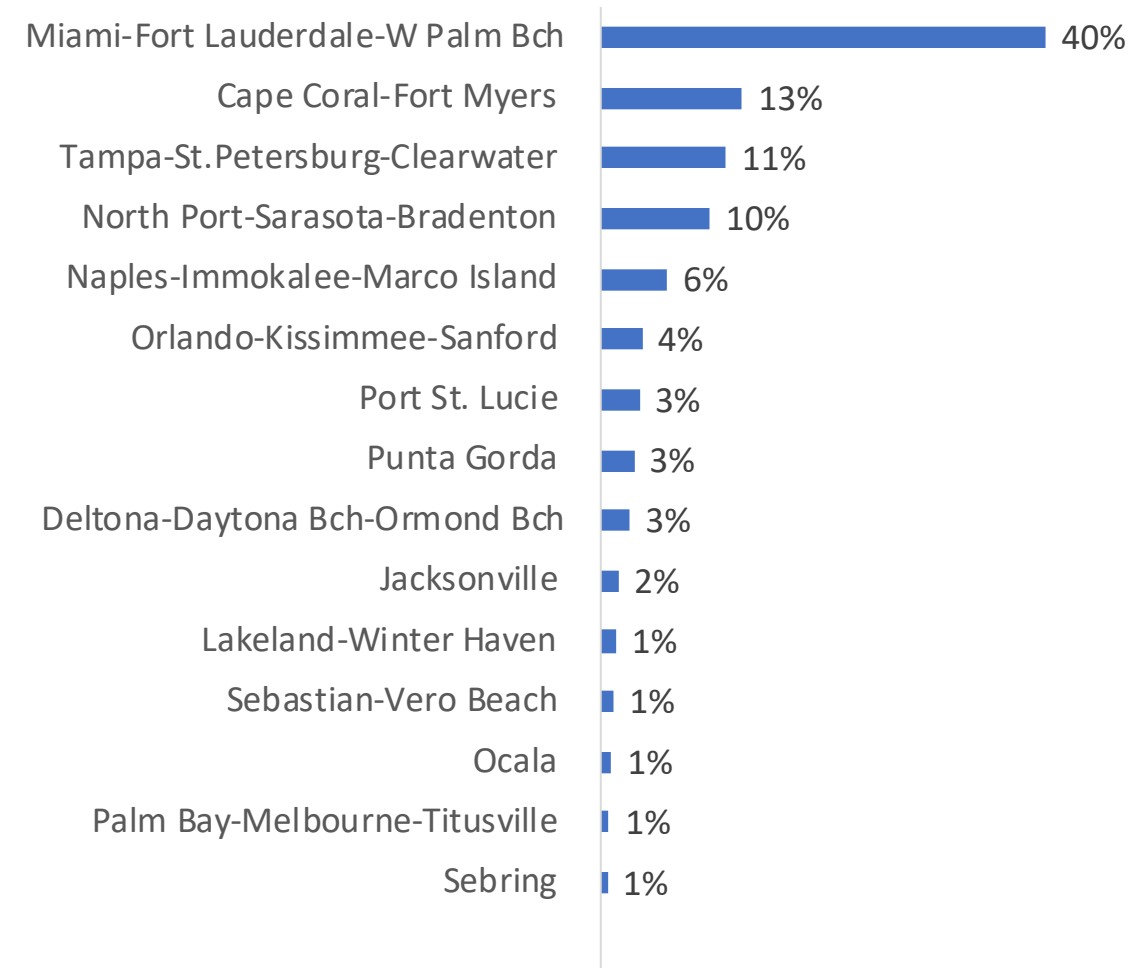 Miami-Fort Lauderdale-W Palm Bch 40%
Cape Coral-Fort Myers 13%
Tampa-St.Petersburg-Clearwater 11%
North Port-Sarasota-Bradenton 10%
Naples-Immokalee-Marco Island 6%
Orlando-Kissimmee-Sanford 4%
Port St. Lucie 3%
Punta Gorda 3%
Deltona-Daytona Bch-Ormond Bch 3%
Jacksonville 2%
Lakeland-Winter Haven 1%
Sebastian-Vero Beach 1%
Ocala 1%
Palm Bay-Melbourne-Titusville 1%
Sebring 1%